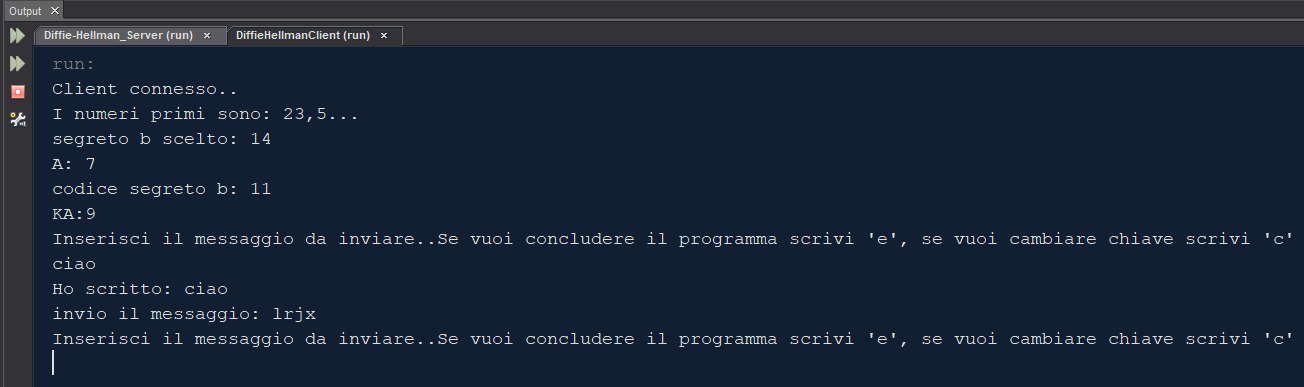 Output
Diffie-Hellman_Server (run) DiffieHellmanClient (run)
run:
Client connesso..
I numeri primi sono: 23,5...
segreto b scelto: 14
A: 7
codice segreto b: 11
KA:9
Inserisci il messaggio da inviare..Se vuoi concludere il programma scrivi 'e', se vuoi cambiare chiave scrivi 'c'
ciao
Ho scritto: ciao
invio il messaggio: lrjx
Inserisci il messaggio da inviare..Se vuoi concludere il programma scrivi 'e', se vuoi cambiare chiave scrivi 'c'